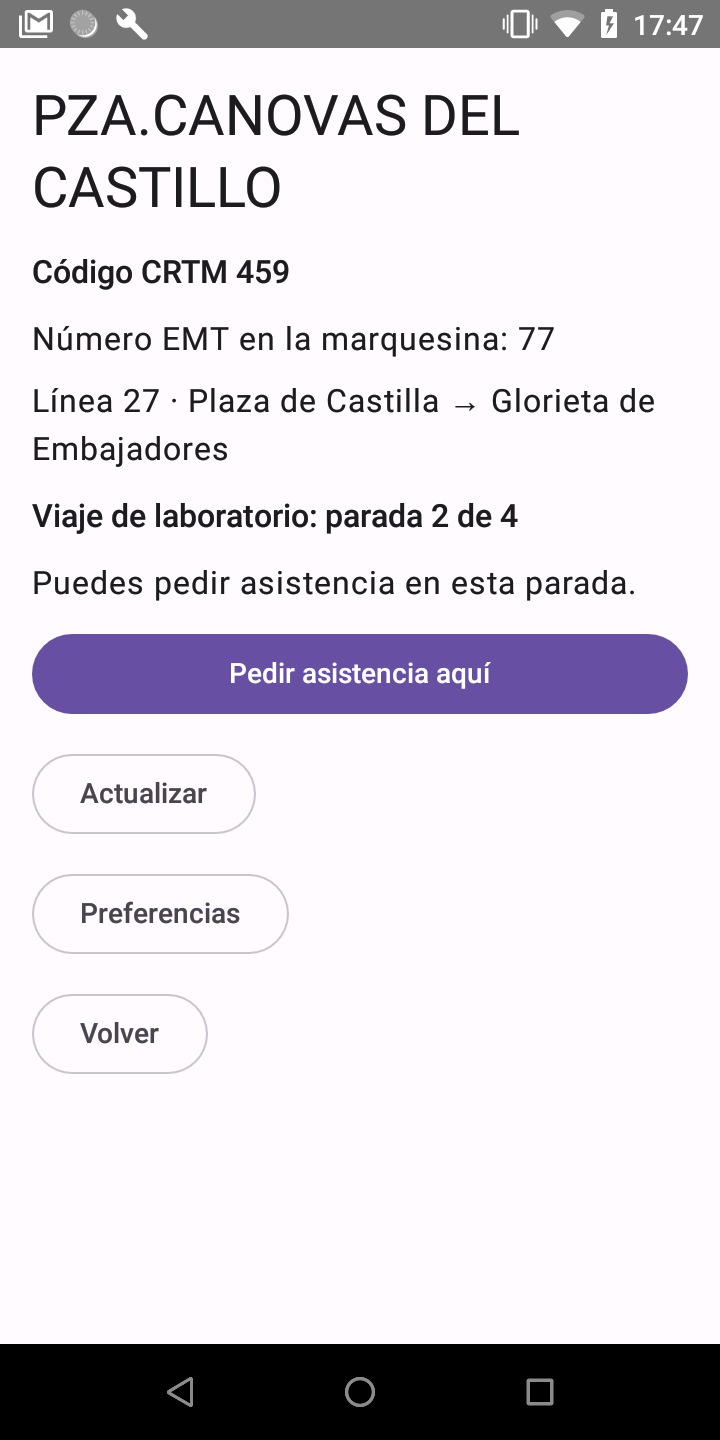 17:47
PZA.CANOVAS DEL
CASTILLO
Código CRTM 459
Número EMT en la marquesina: 77
Línea 27 · Plaza de Castilla → Glorieta de
Embajadores
Viaje de laboratorio: parada 2 de 4
Puedes pedir asistencia en esta parada.
Pedir asistencia aquí
Actualizar
Preferencias
Volver